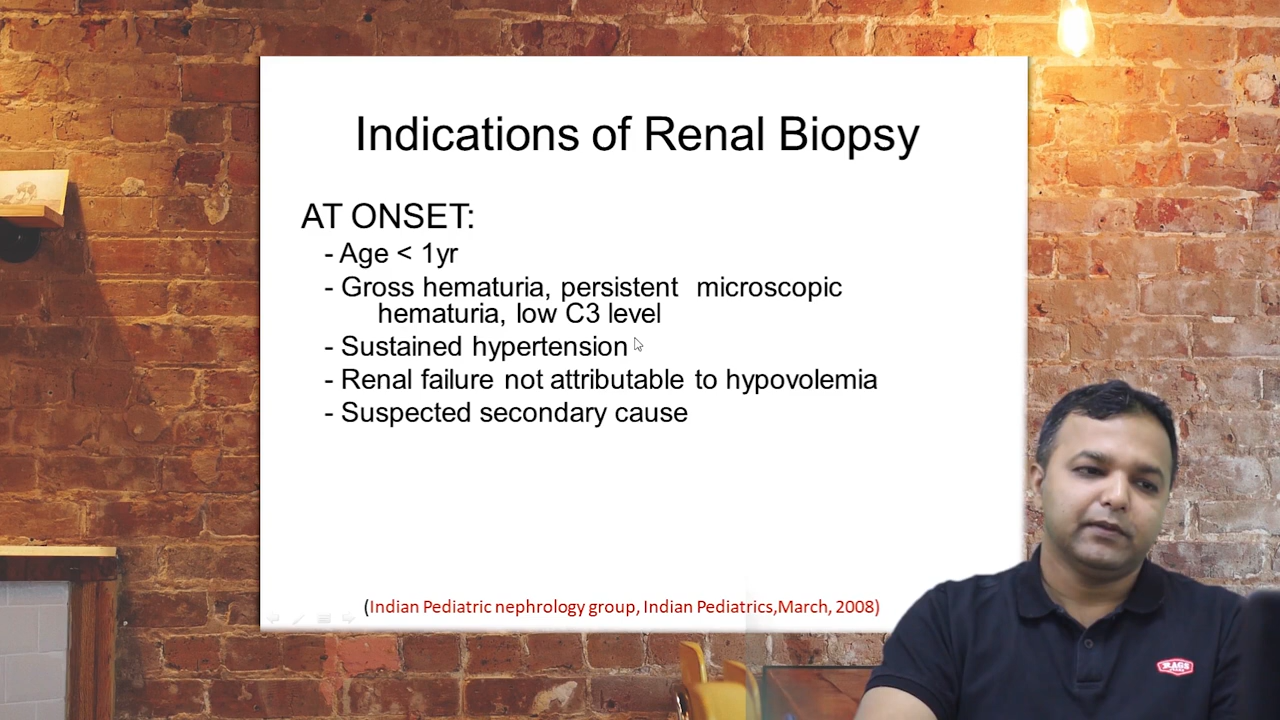 Indications of Renal Biopsy
AT ONSET:
- Age < 1yr
- Gross hematuria, persistent microscopic
hematuria, low C3 level
- Sustained hypertension
- Renal failure not attributable to hypovolemia
- Suspected secondary cause
(Indian Pediatric nephrology group, Indian Pediatrics,March, 2008)